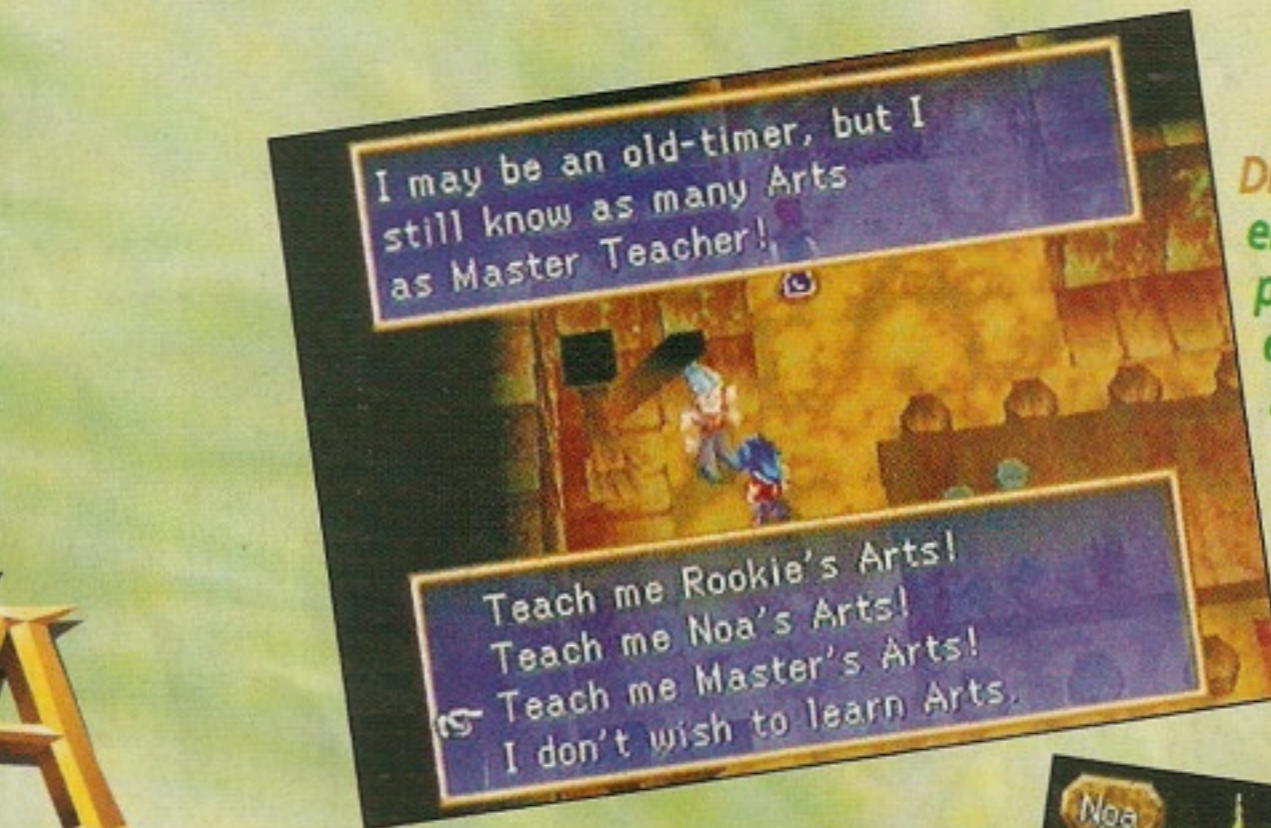 I may be an old-timer, but I
still know as many Arts
as Master Teacher!
Teach me Rookie's Arts!
Teach me Noa's Arts!
Teach me Master's Arts!
I don't wish to learn Arts.
Noa